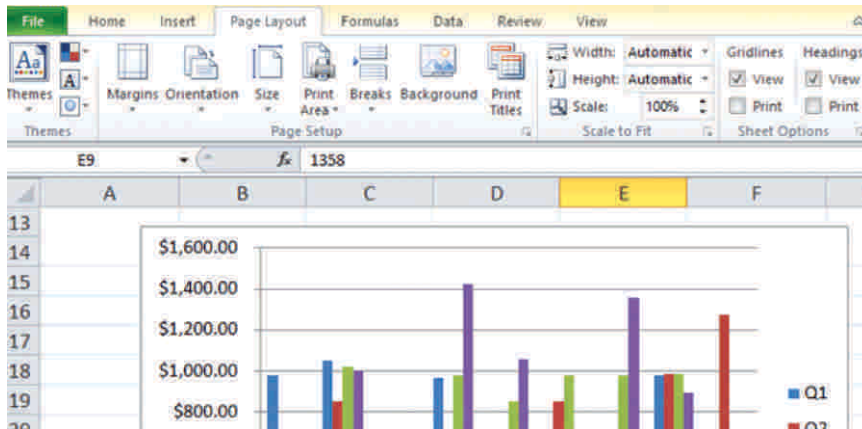 File Home Insert Page Layout Formulas Data Review View
Aa
A
Themes Margins Orientation Size Print Area Breaks Background Print Titles
Width: Automatic Gridlines Headings
Height: Automatic View View
Scale: 100% Print Print
Themes Page Setup Scale to Fit Sheet Options
E9 fx 1358
A B C D E F
13
14 $1,600.00
15 $1,400.00
16
17 $1,200.00
18 $1,000.00
19 Q1
20 $800.00
Q2